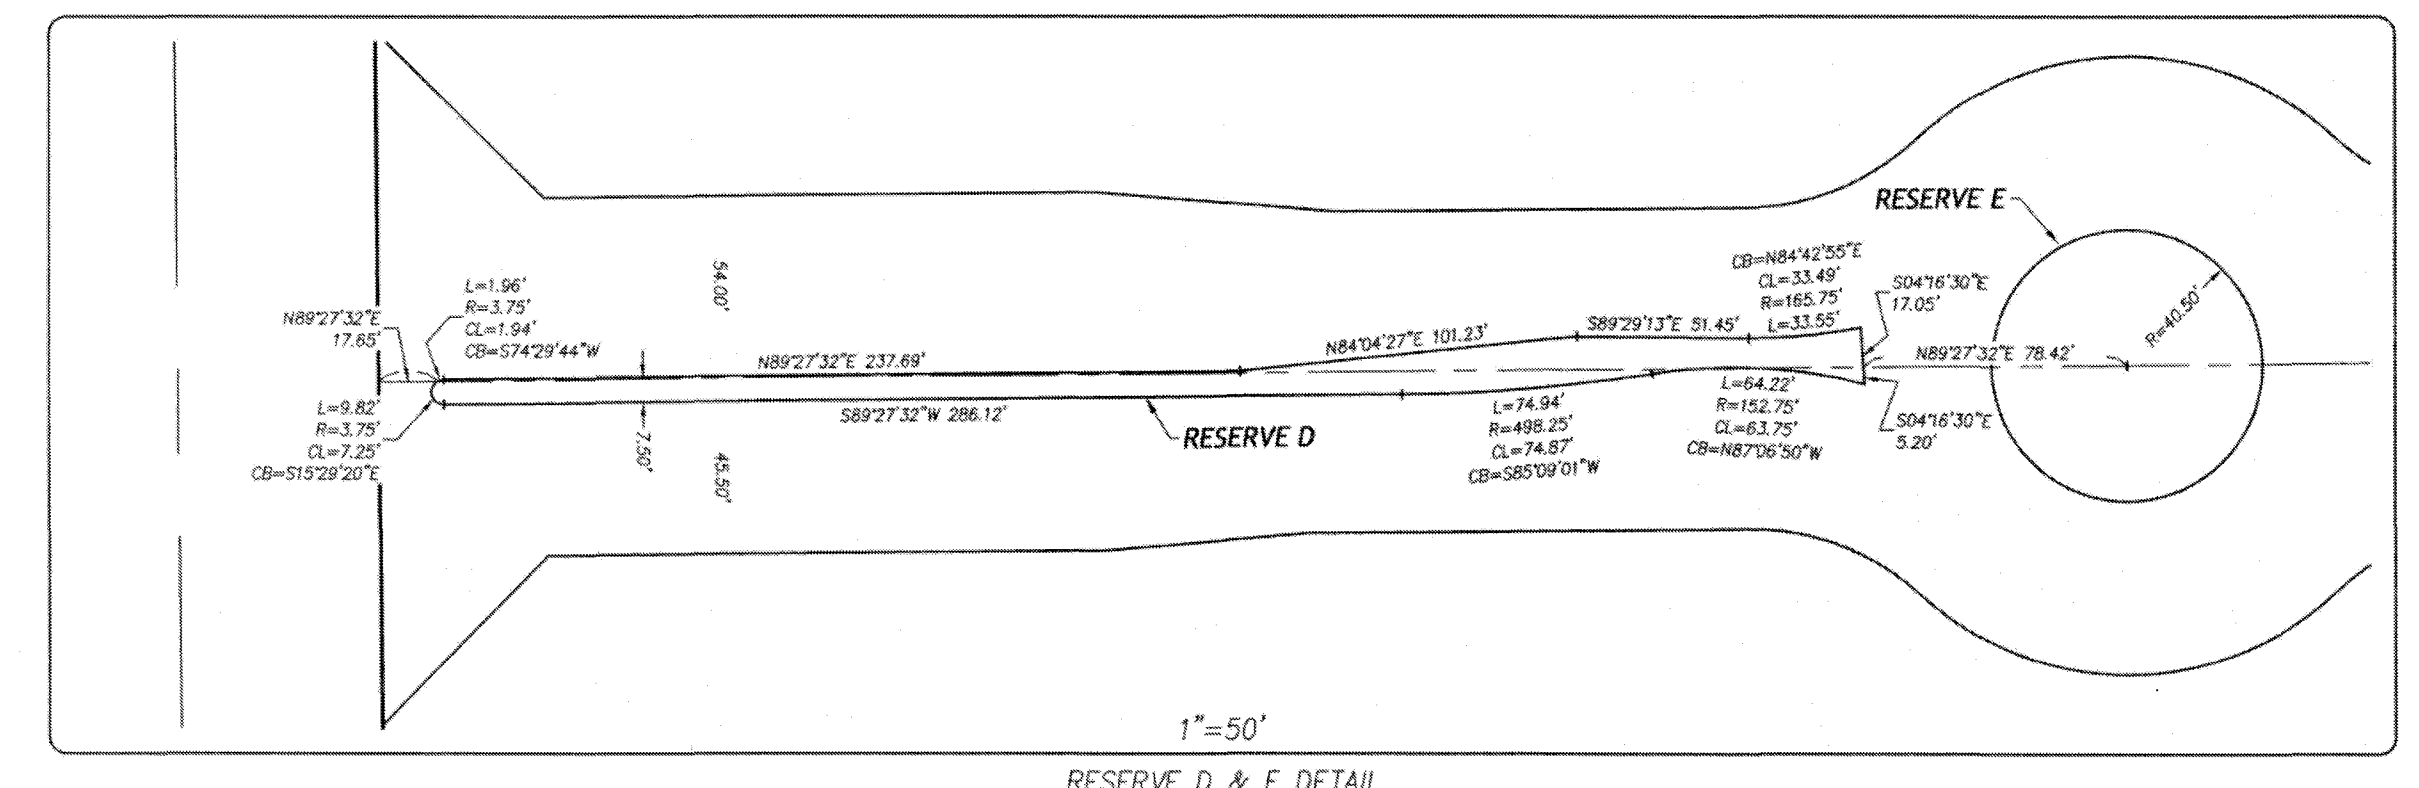 RESERVE E
CB=N84°42'55"E
CL=33.49'
R=165.75'
L=33.55'
S04°16'30"E
17.05'
54.00'
L=1.96'
R=3.75'
CL=1.94'
CB=S74°29'44"W
N89°27'32"E
17.65'
R=40.50'
S89°29'13"E 51.45'
N84°04'27"E 101.23'
N89°27'32"E 237.69'
N89°27'32"E 78.42'
L=9.82'
R=3.75'
CL=7.25'
CB=S15°29'20"E
S89°27'32"W 286.12'
7.50'
45.50'
RESERVE D
L=74.94'
R=498.25'
CL=74.87'
CB=S85°09'01"W
L=64.22'
R=152.75'
CL=63.75'
CB=N87°06'50"W
S04°16'30"E
5.20'
1"=50'
RESERVE D & E DETAIL